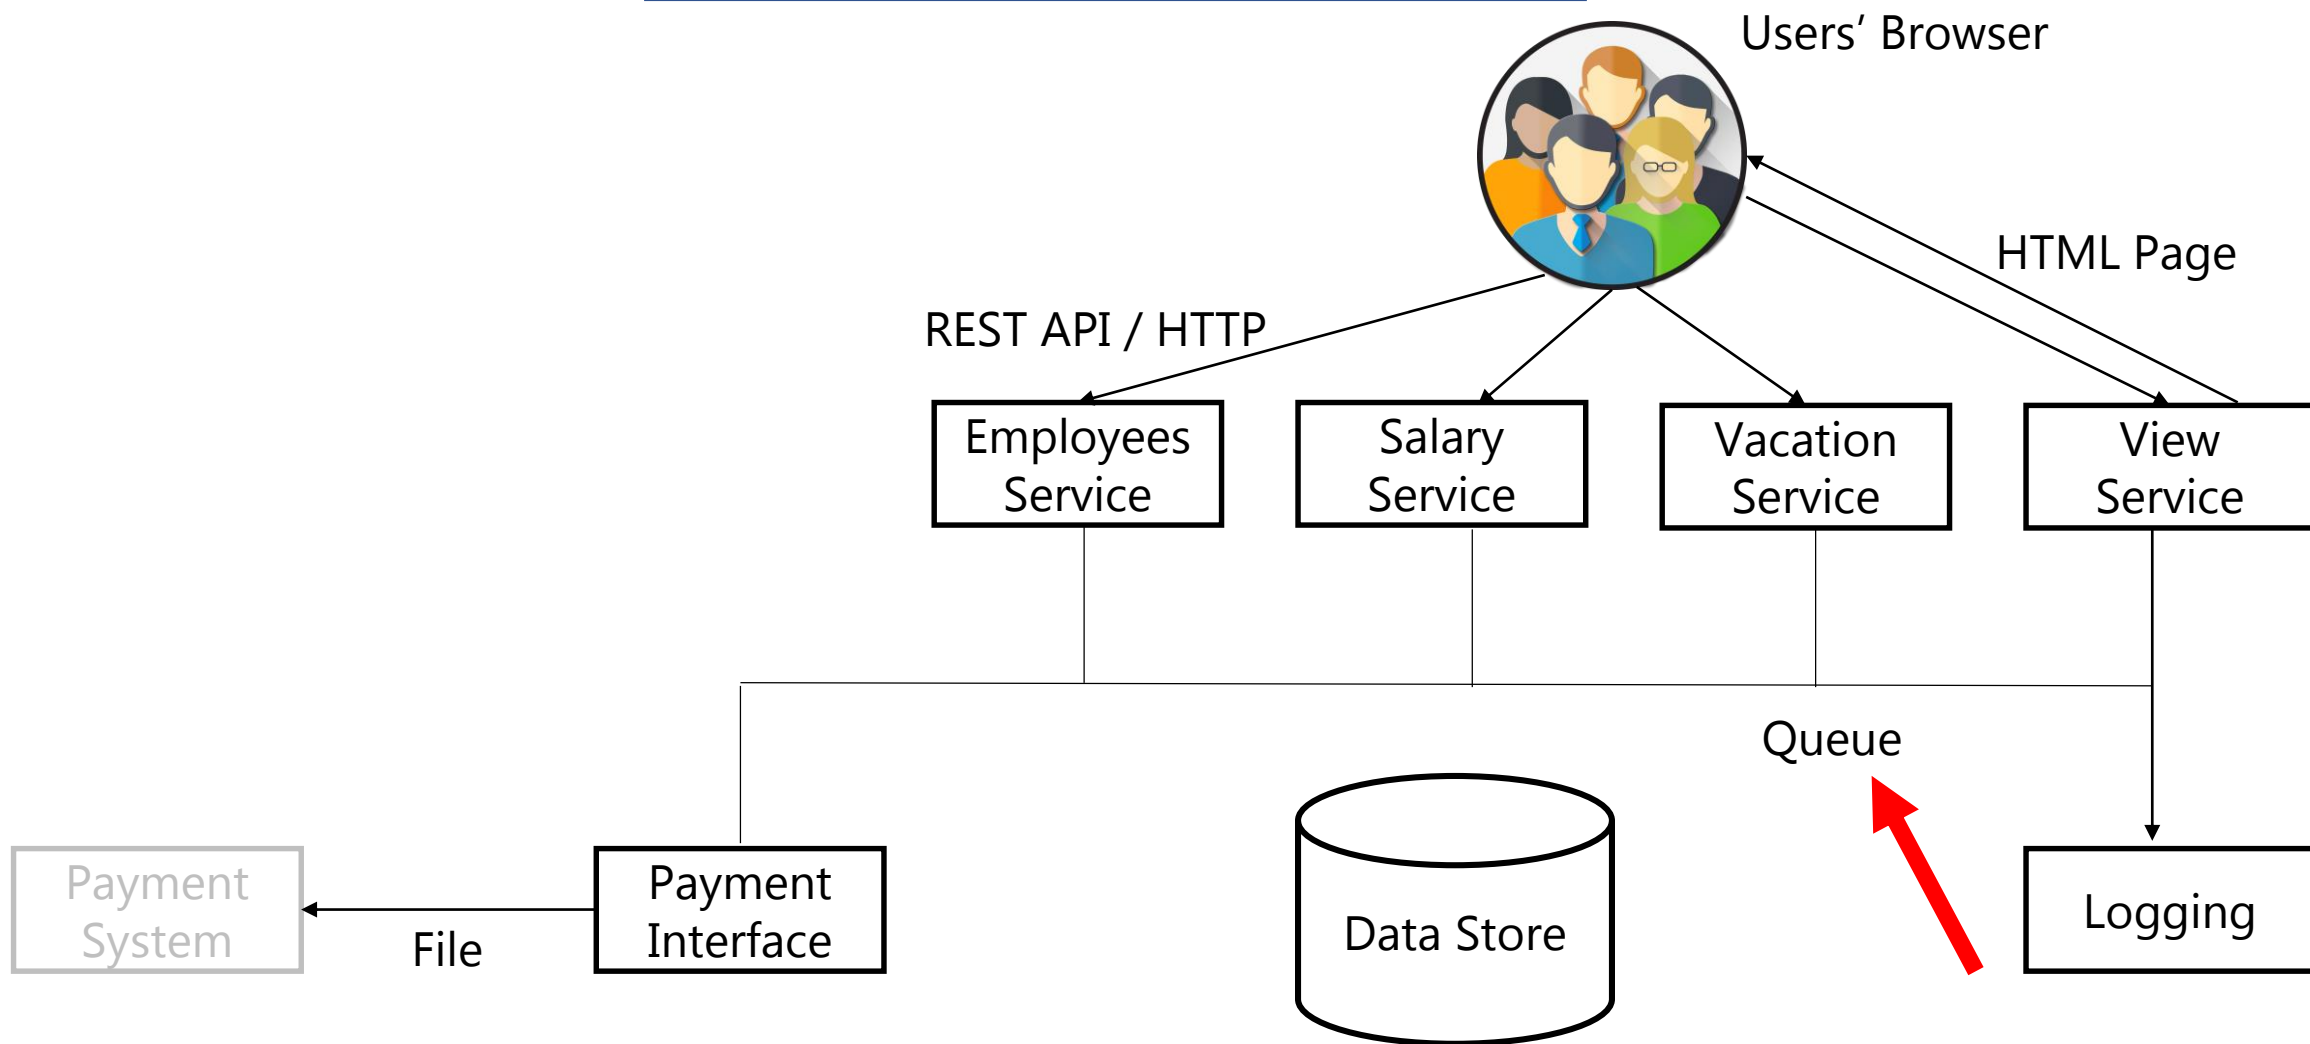 Users’ Browser
HTML Page
REST API / HTTP
Employees
Service
Salary
Service
Vacation
Service
View
Service
Queue
Payment
System
File
Payment
Interface
Data Store
Logging